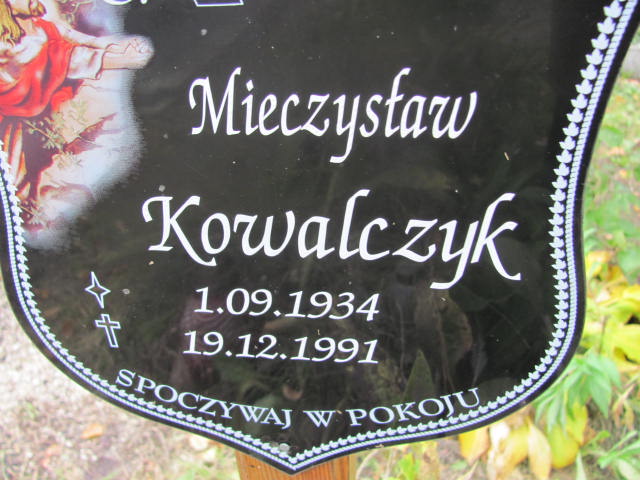 Mieczysław
Kowalczyk
1.09.1934
19.12.1991
SPOCZYWAJ W POKOJU